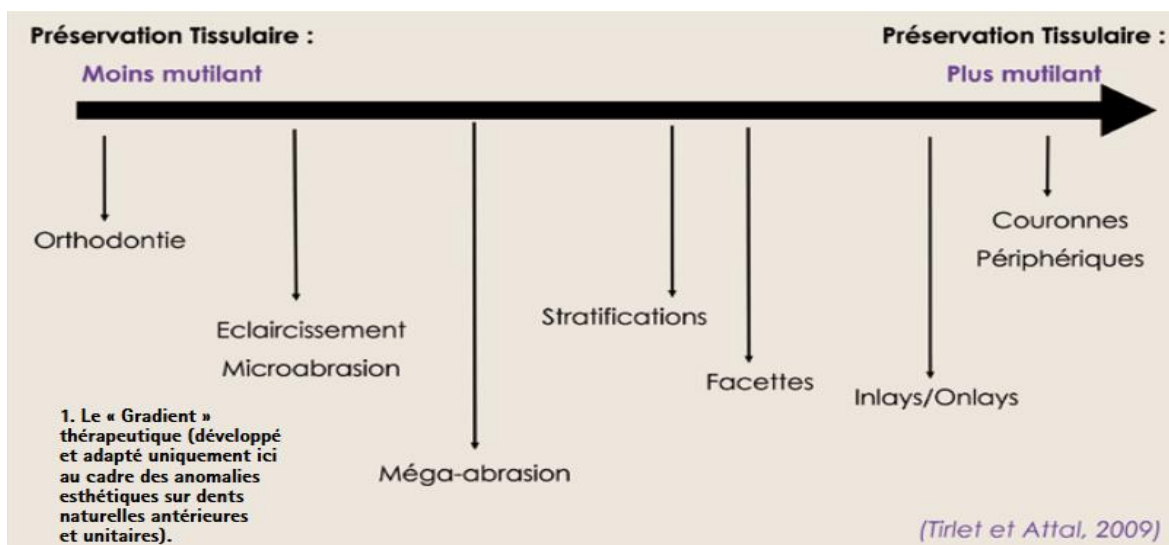 Préservation Tissulaire :
Moins mutilant
Préservation Tissulaire :
Plus mutilant
Orthodontie
Eclaircissement
Microabrasion
Méga-abrasion
Stratifications
Facettes
Inlays/Onlays
Couronnes
Périphériques
1. Le « Gradient »
thérapeutique (développé
et adapté uniquement ici
au cadre des anomalies
esthétiques sur dents
naturelles antérieures
et unitaires).
(Tirlet et Attal, 2009)